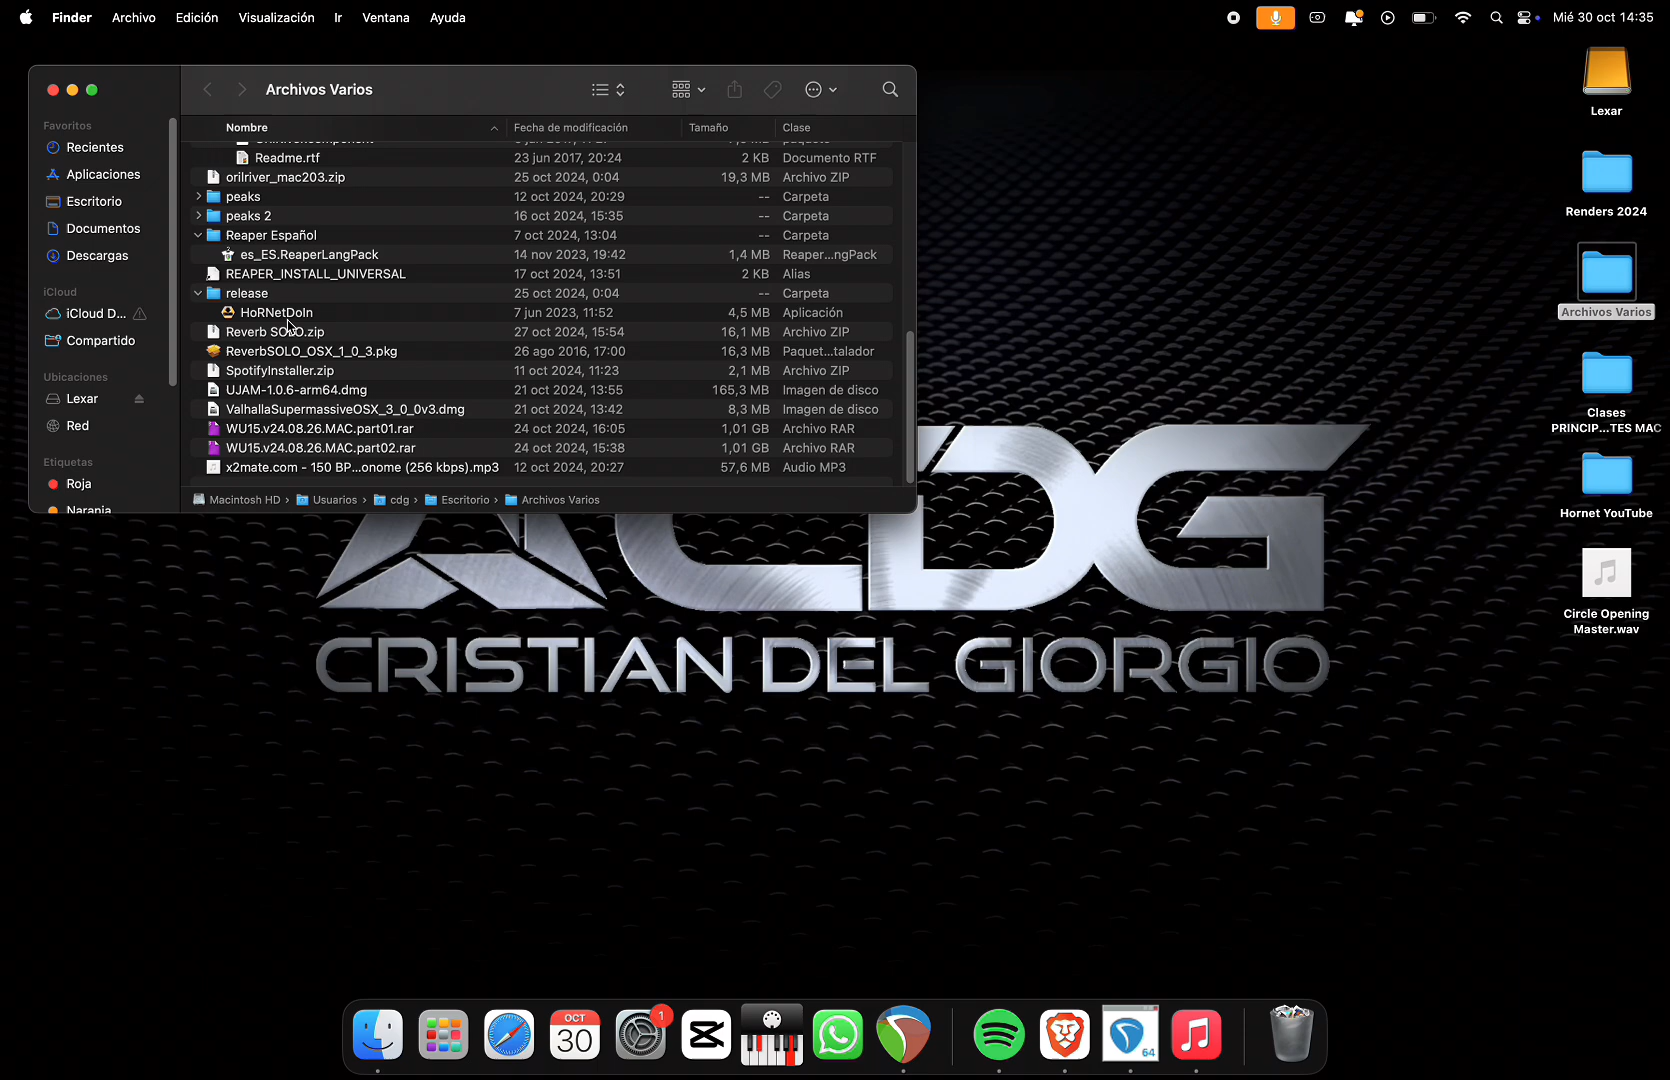 Finder Archivo Edición Visualización Ir Ventana Ayuda Mié 30 oct 14:35
Archivos Varios
Favoritos
Recientes
Aplicaciones
Escritorio
Documentos
Descargas
iCloud
iCloud D...
Compartido
Ubicaciones
Lexar
Red
Etiquetas
Roja
Naranja
Nombre Fecha de modificación Tamaño Clase
Readme.rtf 23 jun 2017, 20:24 2 KB Documento RTF
orilriver_mac203.zip 25 oct 2024, 0:04 19,3 MB Archivo ZIP
peaks 12 oct 2024, 20:29 -- Carpeta
peaks 2 16 oct 2024, 15:35 -- Carpeta
Reaper Español 7 oct 2024, 13:04 -- Carpeta
es_ES.ReaperLangPack 14 nov 2023, 19:42 1,4 MB Reaper...ngPack
REAPER_INSTALL_UNIVERSAL 17 oct 2024, 13:51 2 KB Alias
release 25 oct 2024, 0:04 -- Carpeta
HoRNetDoIn 7 jun 2023, 11:52 4,5 MB Aplicación
Reverb SOLO.zip 27 oct 2024, 15:54 16,1 MB Archivo ZIP
ReverbSOLO_OSX_1_0_3.pkg 26 ago 2016, 17:00 16,3 MB Paquet...talador
SpotifyInstaller.zip 11 oct 2024, 11:23 2,1 MB Archivo ZIP
UJAM-1.0.6-arm64.dmg 21 oct 2024, 13:55 165,3 MB Imagen de disco
ValhallaSupermassiveOSX_3_0_0v3.dmg 21 oct 2024, 13:42 8,3 MB Imagen de disco
WU15.v24.08.26.MAC.part01.rar 24 oct 2024, 16:05 1,01 GB Archivo RAR
WU15.v24.08.26.MAC.part02.rar 24 oct 2024, 15:38 1,01 GB Archivo RAR
x2mate.com - 150 BP...onome (256 kbps).mp3 12 oct 2024, 20:27 57,6 MB Audio MP3
Macintosh HD › Usuarios › cdg › Escritorio › Archivos Varios
Lexar
Renders 2024
Archivos Varios
Clases
PRINCIP...TES MAC
Hornet YouTube
Circle Opening
Master.wav
CRISTIAN DEL GIORGIO
OCT
30
1
64